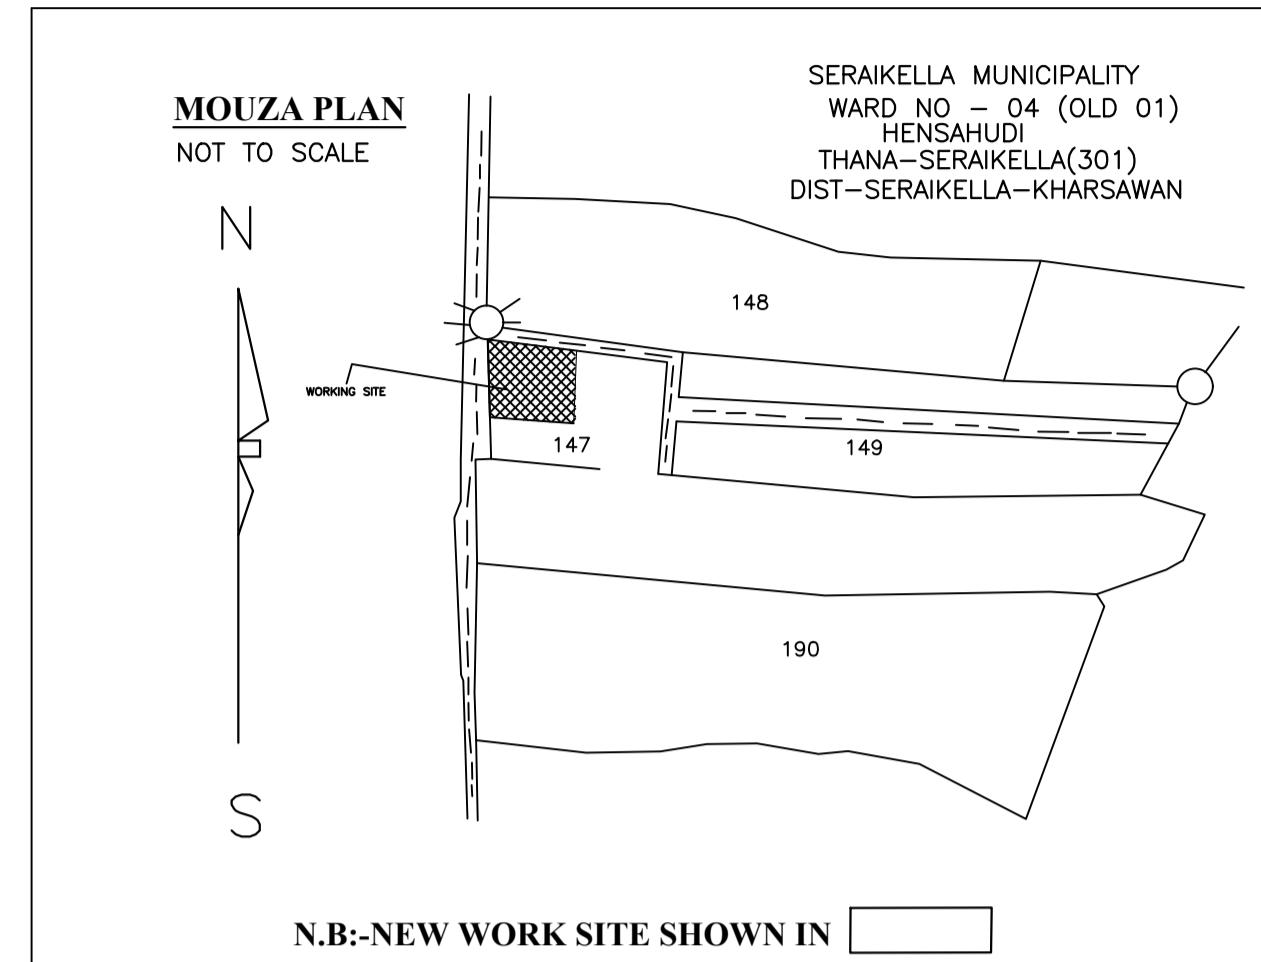 MOUZA PLAN
NOT TO SCALE
SERAIKELLA MUNICIPALITY
WARD NO - 04 (OLD 01)
HENSAHUDI
THANA-SERAIKELLA(301)
DIST-SERAIKELLA-KHARSAWAN
N
148
WORKING SITE
147
149
190
S
N.B:-NEW WORK SITE SHOWN IN